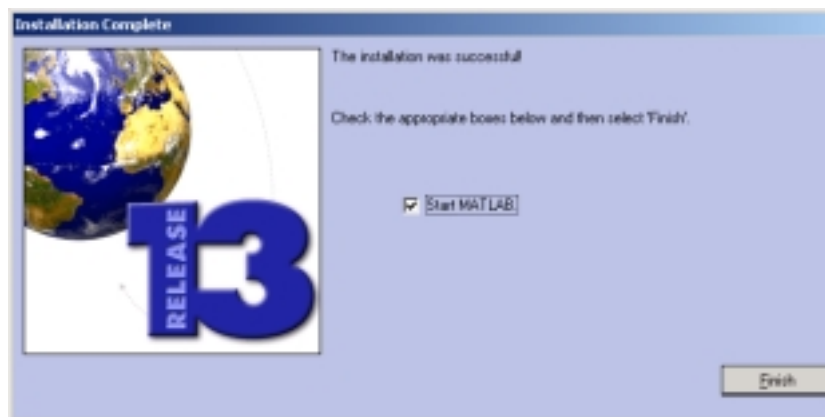 Installation Complete
The installation was successful!
Check the appropriate boxes below and then select 'Finish'.
Start MATLAB.
RELEASE
13
Finish